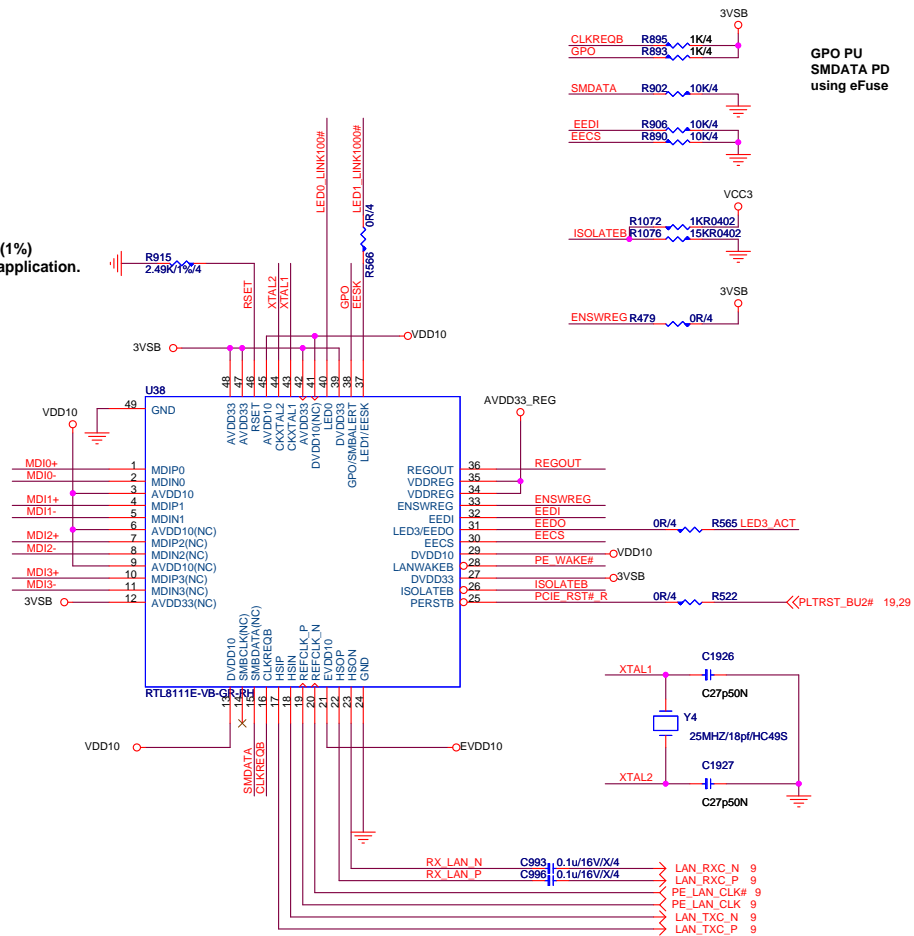 3VSB
CLKREQB R895 1K/4
GPO R893 1K/4
GPO PU
SMDATA PD
using eFuse
SMDATA R902 10K/4
EEDI R906 10K/4
EECS R890 10K/4
VCC3
R1072 1KR0402
ISOLATEB R1076 15KR0402
3VSB
ENSWREG R479 0R/4
(1%)
application.
R915
2.49K/1%/4
RSET
XTAL2
XTAL1
LED0_LINK100#
LED1_LINK1000#
0R/4
R566
GPO
EESK
3VSB
VDD10
48 47 46 45 44 43 42 41 40 39 38 37
U38
AVDD33
AVDD33
RSET
AVDD10
CKXTAL2
CKXTAL1
AVDD33
DVDD10(NC)
LED0
DVDD33
GPO/SMBALERT
LED1/EESK
VDD10
49 GND
MDI0+ 1 MDIP0
MDI0- 2 MDIN0
3 AVDD10
MDI1+ 4 MDIP1
MDI1- 5 MDIN1
6 AVDD10(NC)
MDI2+ 7 MDIP2(NC)
MDI2- 8 MDIN2(NC)
9 AVDD10(NC)
MDI3+ 10 MDIP3(NC)
MDI3- 11 MDIN3(NC)
3VSB 12 AVDD33(NC)
AVDD33_REG
REGOUT 36 REGOUT
VDDREG 35
VDDREG 34
ENSWREG 33 ENSWREG
EEDI 32 EEDI
LED3/EEDO 31 EEDO 0R/4 R565 LED3_ACT
EECS 30 EECS
DVDD10 29 VDD10
LANWAKEB 28 PE_WAKE#
DVDD33 27 3VSB
ISOLATEB 26 ISOLATEB
PERSTB 25 PCIE_RST#_R 0R/4 R522 PLTRST_BU2# 19,29
DVDD10
SMBCLK(NC)
SMBDATA(NC)
CLKREQB
HSIP
HSIN
REFCLK_P
REFCLK_N
EVDD10
HSOP
HSON
GND
RTL8111E-VB-GR-RH
13 14 15 16 17 18 19 20 21 22 23 24
VDD10
SMDATA
CLKREQB
EVDD10
XTAL1
C1926
C27p50N
Y4
25MHZ/18pf/HC49S
XTAL2
C1927
C27p50N
RX_LAN_N C993 0.1u/16V/X/4 LAN_RXC_N 9
RX_LAN_P C996 0.1u/16V/X/4 LAN_RXC_P 9
PE_LAN_CLK# 9
PE_LAN_CLK 9
LAN_TXC_N 9
LAN_TXC_P 9